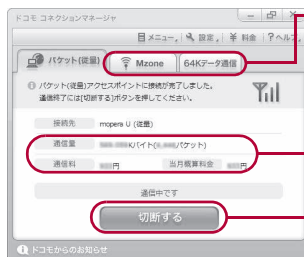 ドコモ コネクションマネージャ
メニュー 設定 ¥ 料金 ?ヘルプ
パケット(従量) Mzone 64Kデータ通信
パケット(従量)アクセスポイントに接続が完了しました。
通信終了には[切断する]ボタンを押してください。
接続先 mopera U (従量)
通信量 Kバイト( パケット)
通信料 円 当月概算料金 円
通信中です
切断する
ドコモからのお知らせ